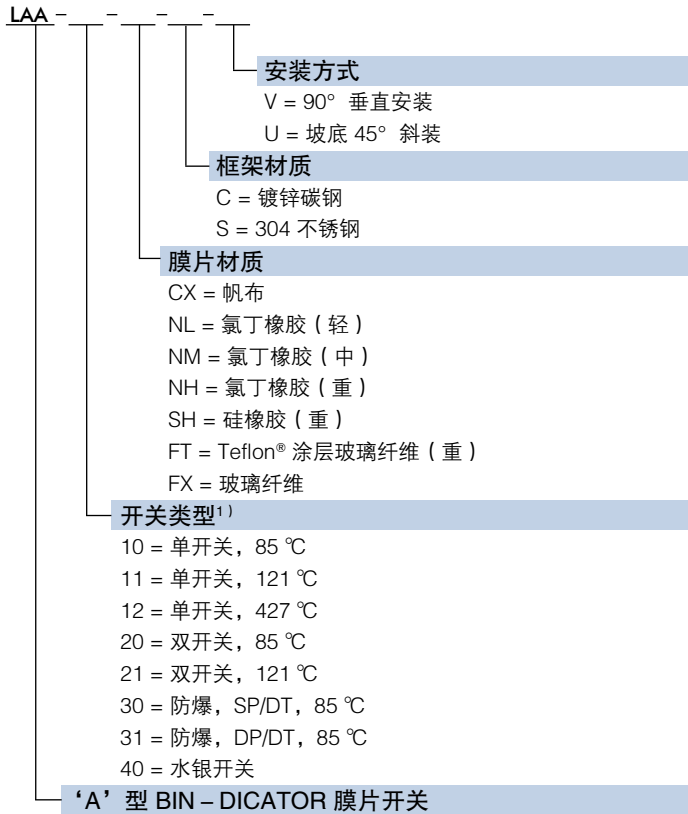 LAA – – – –
安装方式
V = 90° 垂直安装
U = 坡底 45° 斜装
框架材质
C = 镀锌碳钢
S = 304 不锈钢
膜片材质
CX = 帆布
NL = 氯丁橡胶（轻）
NM = 氯丁橡胶（中）
NH = 氯丁橡胶（重）
SH = 硅橡胶（重）
FT = Teflon® 涂层玻璃纤维（重）
FX = 玻璃纤维
开关类型¹⁾
10 = 单开关，85 ℃
11 = 单开关，121 ℃
12 = 单开关，427 ℃
20 = 双开关，85 ℃
21 = 双开关，121 ℃
30 = 防爆，SP/DT，85 ℃
31 = 防爆，DP/DT，85 ℃
40 = 水银开关
‘A’型 BIN – DICATOR 膜片开关